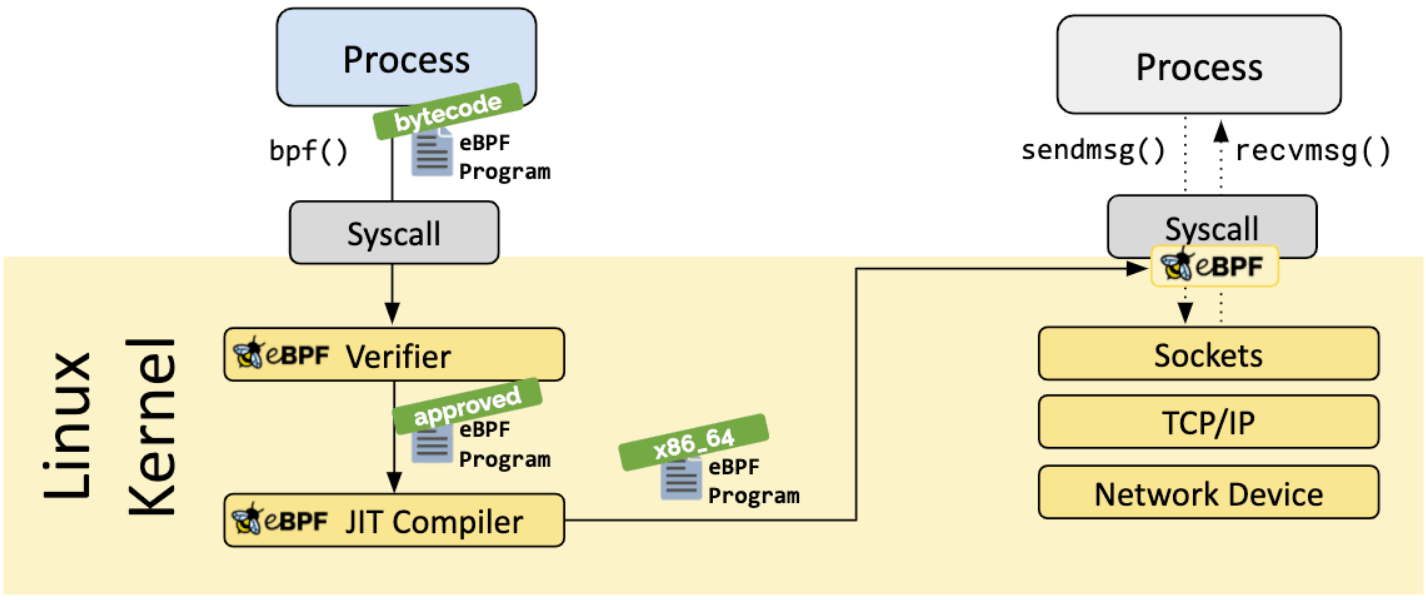 Process
bytecode
bpf()
eBPF
Program
Syscall
eBPF Verifier
approved
eBPF
Program
eBPF JIT Compiler
x86_64
eBPF
Program
Process
sendmsg()
recvmsg()
Syscall
eBPF
Sockets
TCP/IP
Network Device
Linux
Kernel